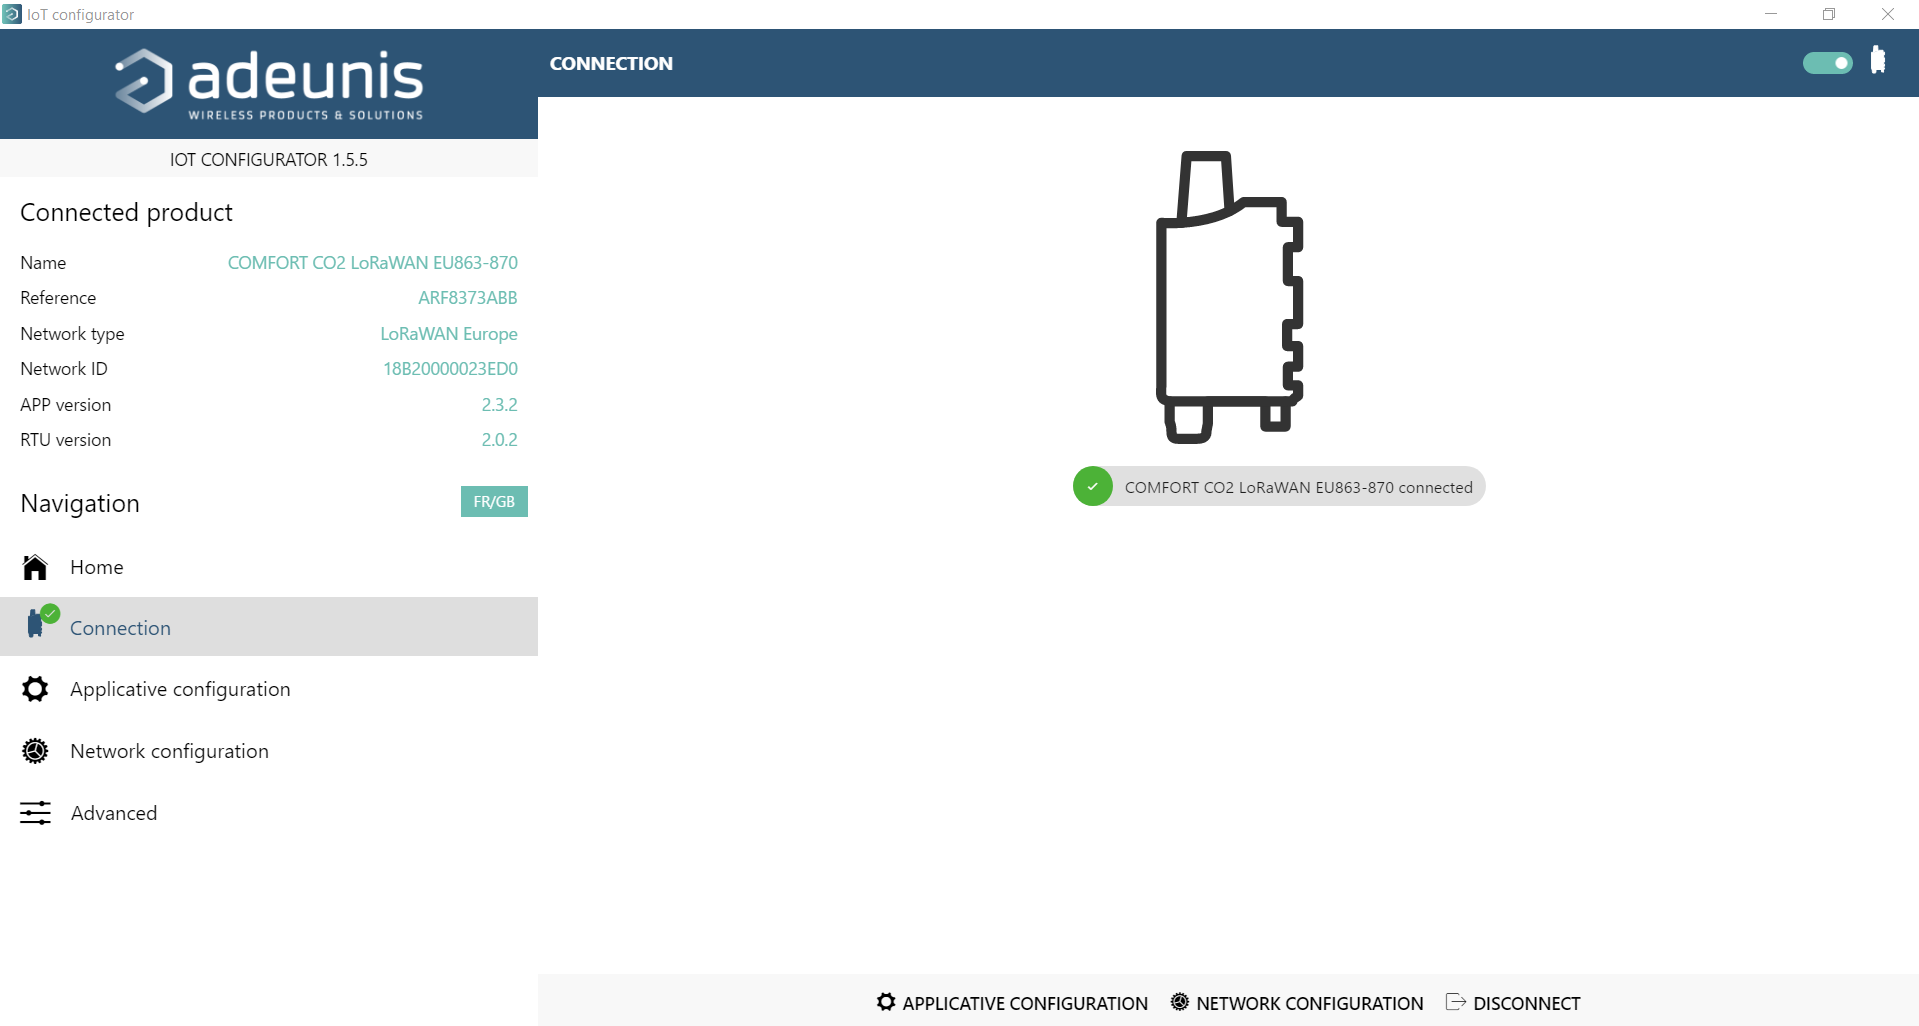 IoT configurator
adeunis
WIRELESS PRODUCTS & SOLUTIONS
IOT CONFIGURATOR 1.5.5
Connected product
Name COMFORT CO2 LoRaWAN EU863-870
Reference ARF8373ABB
Network type LoRaWAN Europe
Network ID 18B20000023ED0
APP version 2.3.2
RTU version 2.0.2
Navigation FR/GB
Home
Connection
Applicative configuration
Network configuration
Advanced
CONNECTION
COMFORT CO2 LoRaWAN EU863-870 connected
APPLICATIVE CONFIGURATION NETWORK CONFIGURATION DISCONNECT